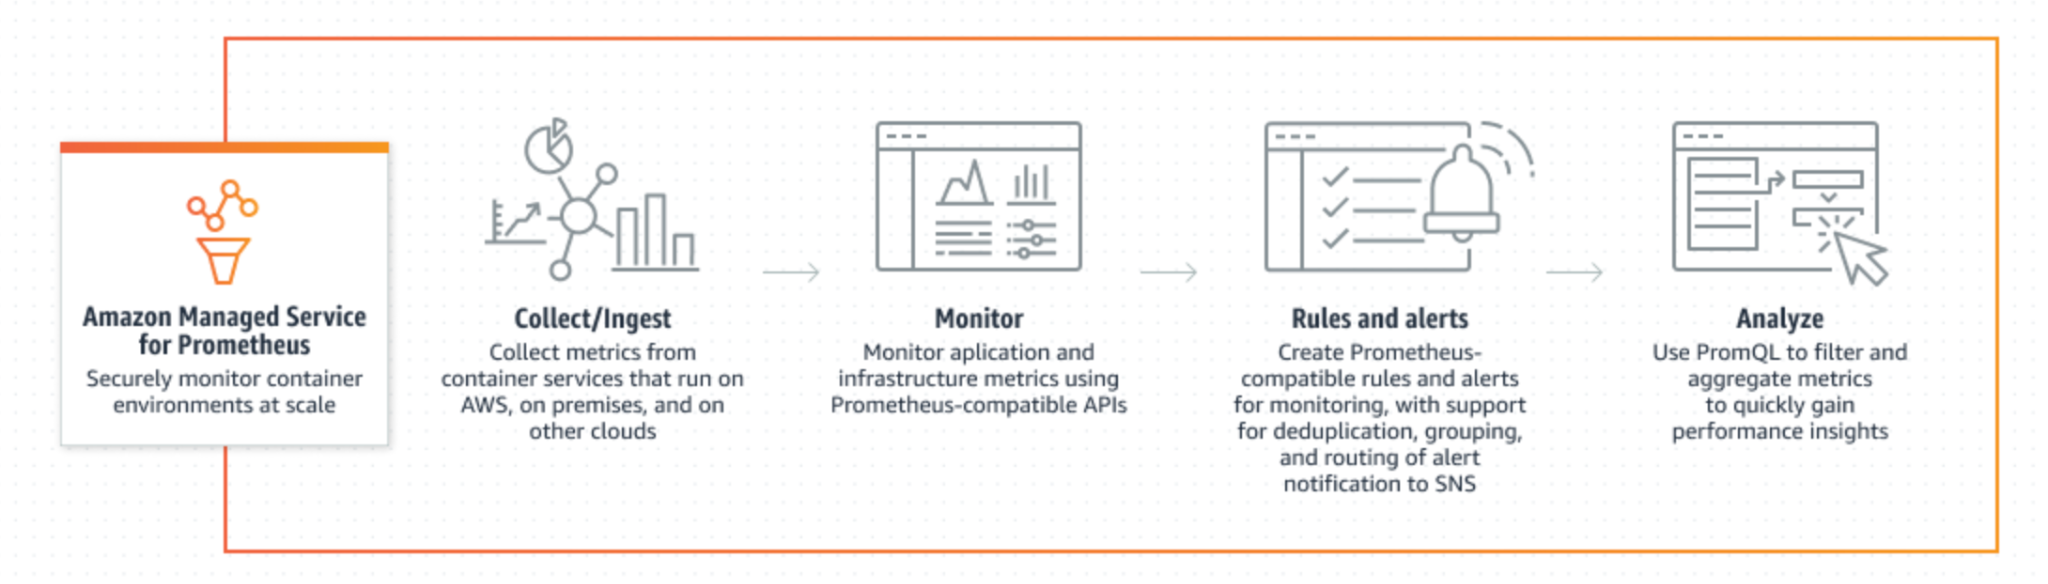 Amazon Managed Service
for Prometheus
Securely monitor container
environments at scale
Collect/Ingest
Collect metrics from
container services that run on
AWS, on premises, and on
other clouds
Monitor
Monitor aplication and
infrastructure metrics using
Prometheus-compatible APIs
Rules and alerts
Create Prometheus-
compatible rules and alerts
for monitoring, with support
for deduplication, grouping,
and routing of alert
notification to SNS
Analyze
Use PromQL to filter and
aggregate metrics
to quickly gain
performance insights